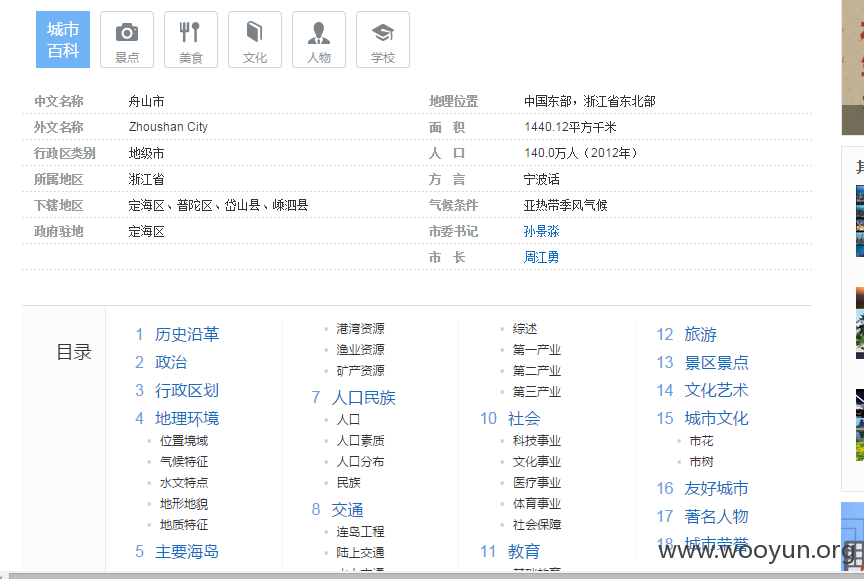 城市
百科
景点
美食
文化
人物
学校
中文名称 舟山市
外文名称 Zhoushan City
行政区类别 地级市
所属地区 浙江省
下辖地区 定海区、普陀区、岱山县、嵊泗县
政府驻地 定海区
地理位置 中国东部，浙江省东北部
面 积 1440.12平方千米
人 口 140.0万人（2012年）
方 言 宁波话
气候条件 亚热带季风气候
市委书记 孙景淼
市 长 周江勇
目录
1 历史沿革
2 政治
3 行政区划
4 地理环境
位置境域
气候特征
水文特点
地形地貌
地质特征
5 主要海岛
港湾资源
渔业资源
矿产资源
7 人口民族
人口
人口素质
人口分布
民族
8 交通
连岛工程
陆上交通
综述
第一产业
第二产业
第三产业
10 社会
科技事业
文化事业
医疗事业
体育事业
社会保障
11 教育
12 旅游
13 景区景点
14 文化艺术
15 城市文化
市花
市树
16 友好城市
17 著名人物
18 城市荣誉
www.wooyun.org